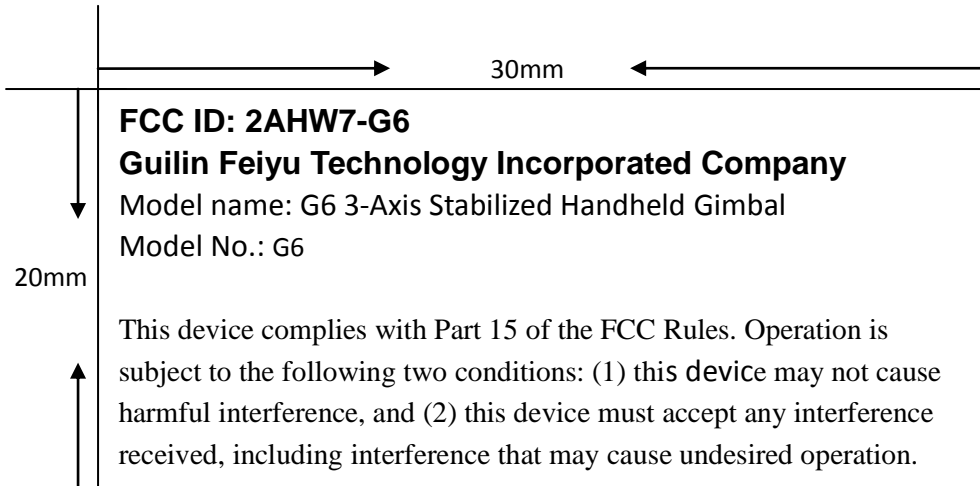 30mm
FCC ID: 2AHW7-G6
Guilin Feiyu Technology Incorporated Company
Model name: G6 3-Axis Stabilized Handheld Gimbal
Model No.: G6
20mm
This device complies with Part 15 of the FCC Rules. Operation is
subject to the following two conditions: (1) this device may not cause
harmful interference, and (2) this device must accept any interference
received, including interference that may cause undesired operation.